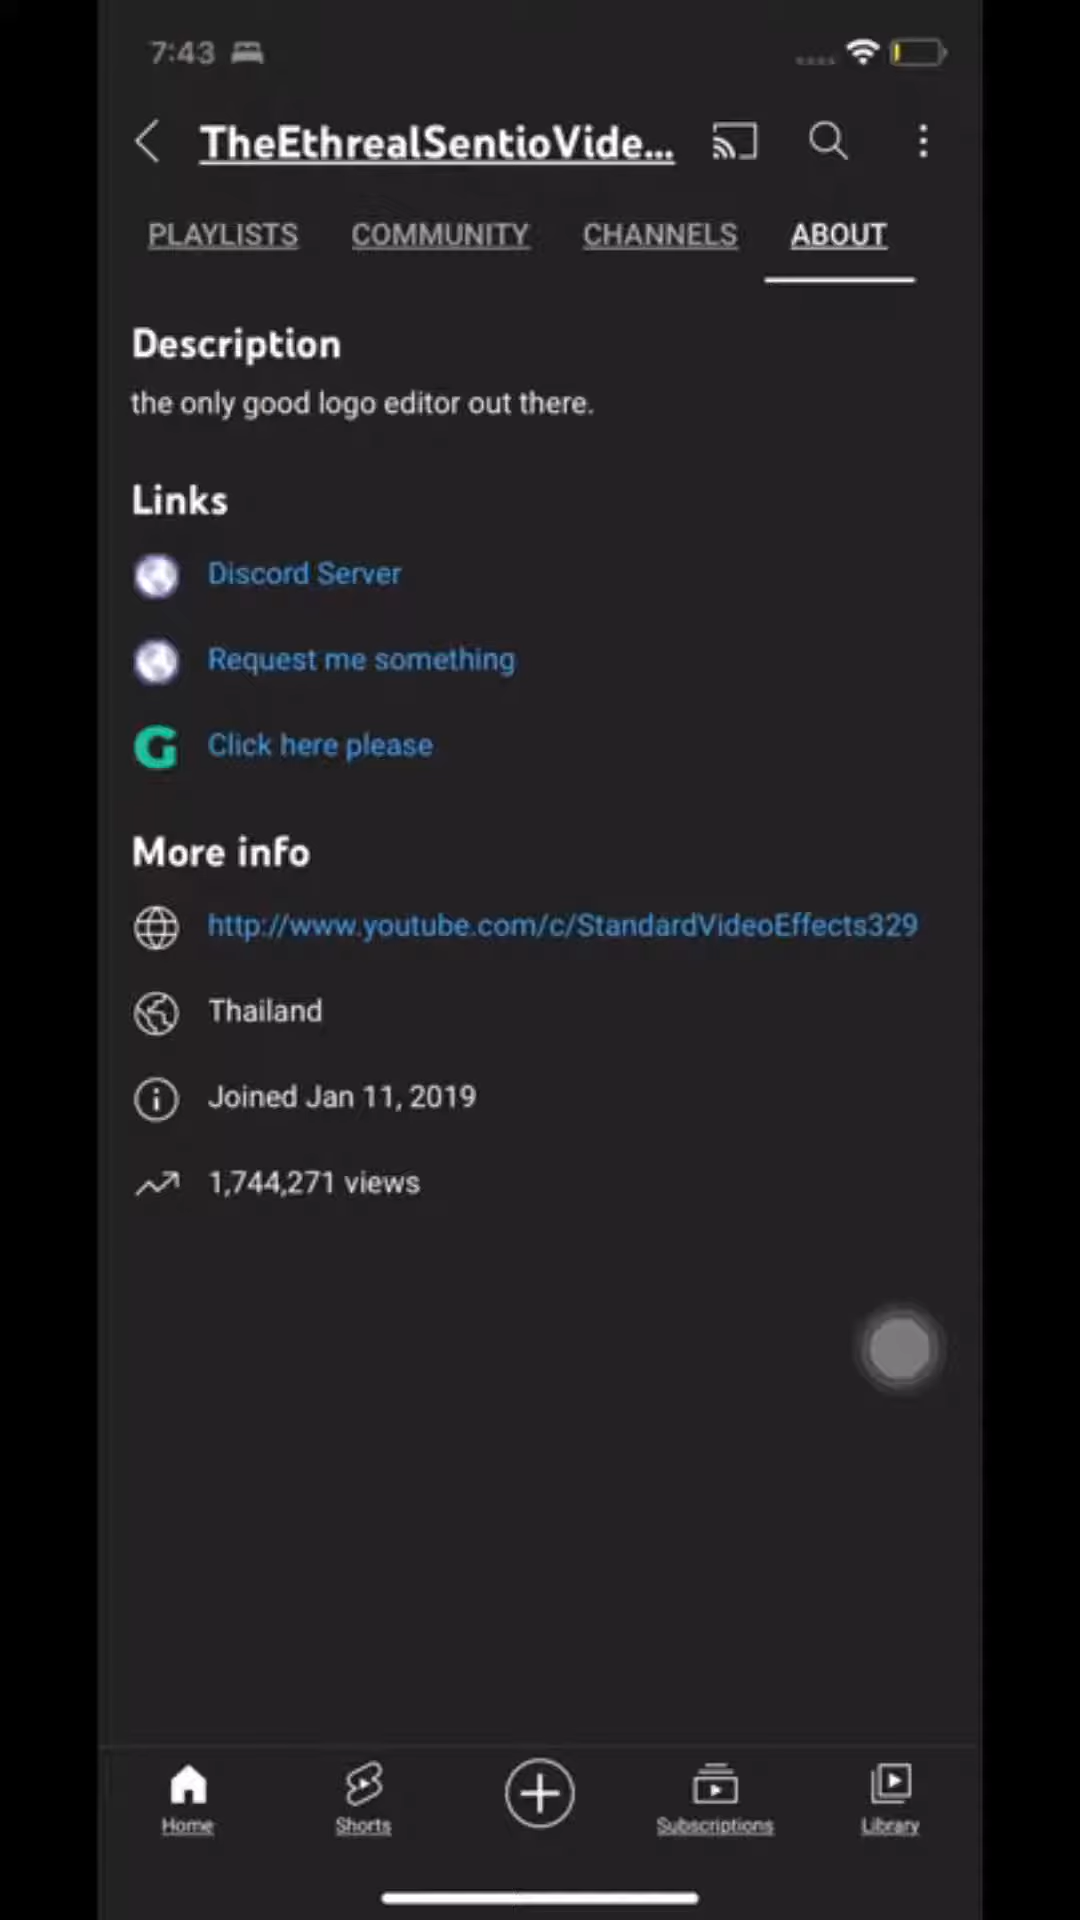 7:43
TheEthrealSentioVide...
PLAYLISTS COMMUNITY CHANNELS ABOUT
Description
the only good logo editor out there.
Links
Discord Server
Request me something
G Click here please
More info
http://www.youtube.com/c/StandardVideoEffects329
Thailand
Joined Jan 11, 2019
1,744,271 views
Home Shorts Subscriptions Library